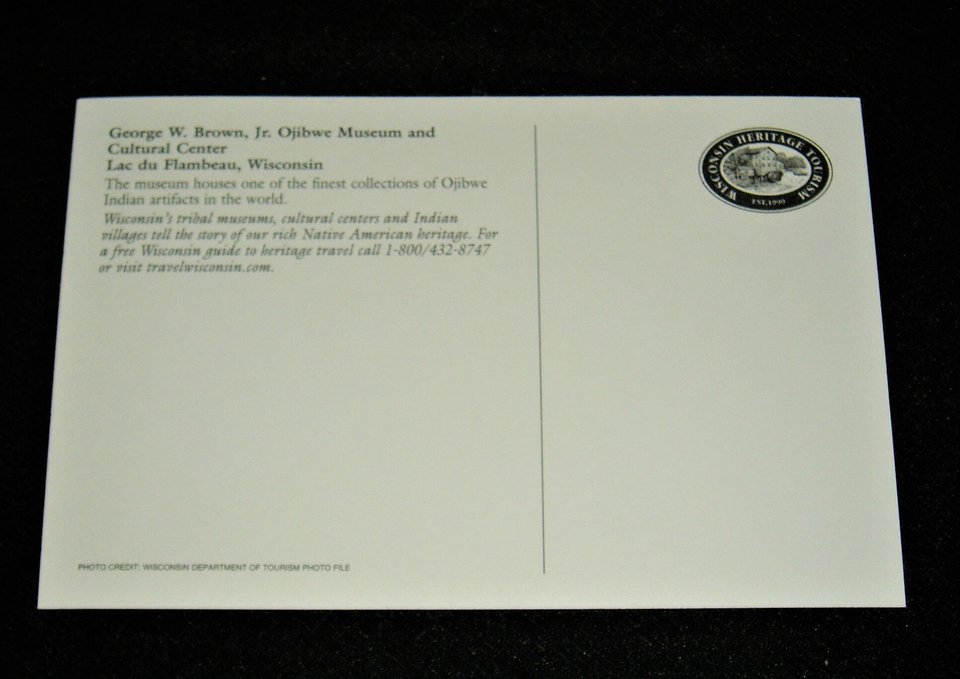 George W. Brown, Jr. Ojibwe Museum and
Cultural Center
Lac du Flambeau, Wisconsin
The museum houses one of the finest collections of Ojibwe
Indian artifacts in the world.
Wisconsin's tribal museums, cultural centers and Indian
villages tell the story of our rich Native American heritage. For
a free Wisconsin guide to heritage travel call 1-800/432-8747
or visit travelwisconsin.com.
WISCONSIN HERITAGE TOURISM
EST.1990
PHOTO CREDIT: WISCONSIN DEPARTMENT OF TOURISM PHOTO FILE